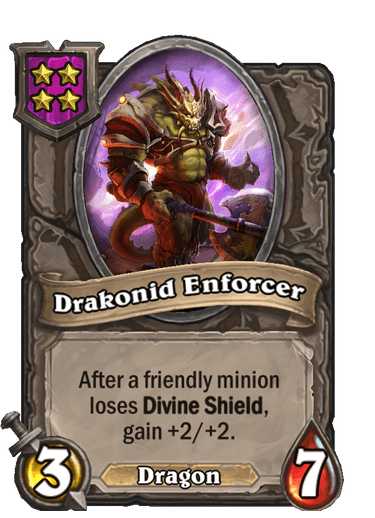 Drakonid Enforcer
After a friendly minion
loses Divine Shield,
gain +2/+2.
3
Dragon
7